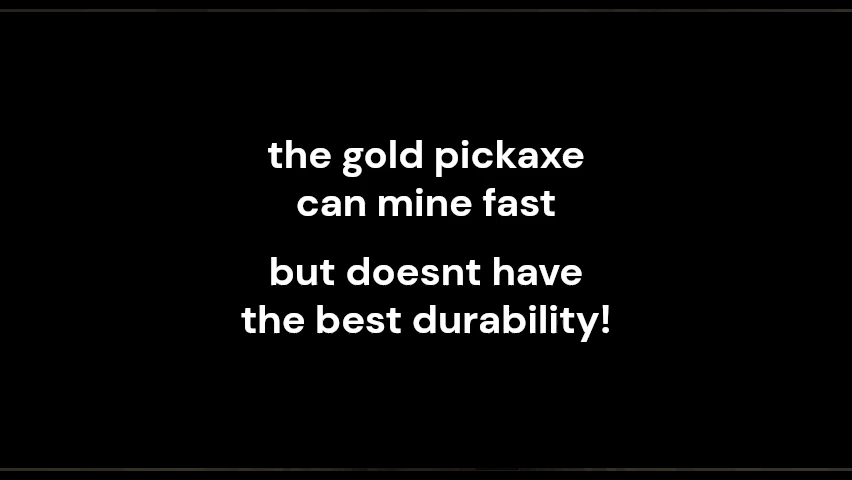 the gold pickaxe
can mine fast
but doesnt have
the best durability!